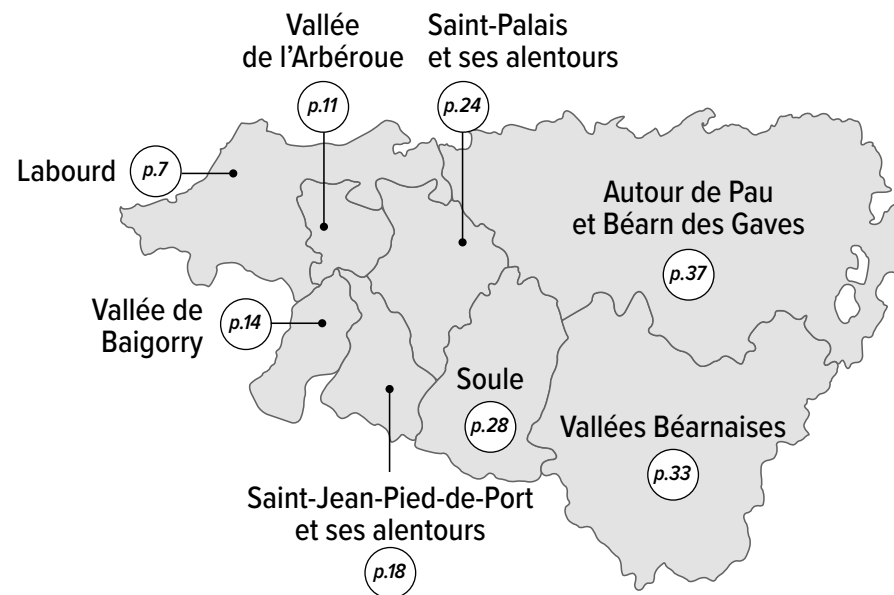 Vallée
de l'Arbéroue
p.11
Saint-Palais
et ses alentours
p.24
Labourd
p.7
Autour de Pau
et Béarn des Gaves
p.37
Vallée de
Baigorry
p.14
Soule
p.28
Vallées Béarnaises
p.33
Saint-Jean-Pied-de-Port
et ses alentours
p.18